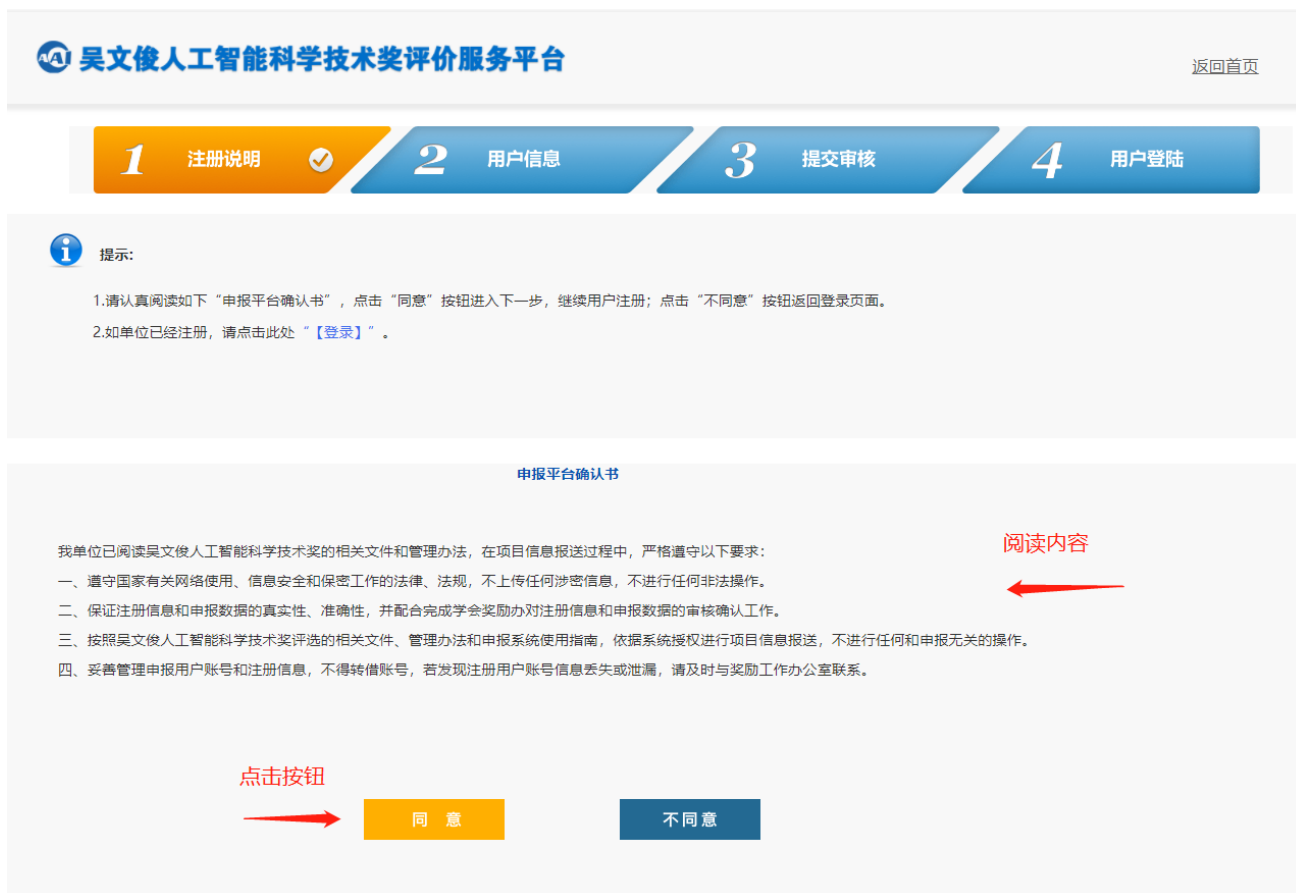 吴文俊人工智能科学技术奖评价服务平台
返回首页
1 注册说明
2 用户信息
3 提交审核
4 用户登陆
提示:
1.请认真阅读如下“申报平台确认书”，点击“同意”按钮进入下一步，继续用户注册；点击“不同意”按钮返回登录页面。
2.如单位已经注册，请点击此处“【登录】”。
申报平台确认书
我单位已阅读吴文俊人工智能科学技术奖的相关文件和管理办法，在项目信息报送过程中，严格遵守以下要求：
一、遵守国家有关网络使用、信息安全和保密工作的法律、法规，不上传任何涉密信息，不进行任何非法操作。
二、保证注册信息和申报数据的真实性、准确性，并配合完成学会奖励办对注册信息和申报数据的审核确认工作。
三、按照吴文俊人工智能科学技术奖评选的相关文件、管理办法和申报系统使用指南，依据系统授权进行项目信息报送，不进行任何和申报无关的操作。
四、妥善管理申报用户账号和注册信息，不得转借账号，若发现注册用户账号信息丢失或泄漏，请及时与奖励工作办公室联系。
阅读内容
点击按钮
同 意
不同意